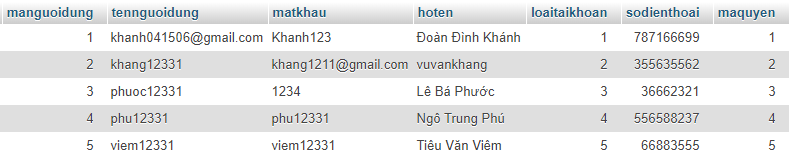 manguoidung tennguoidung matkhau hoten loaitaikhoan sodienthoai maquyen
1 khanh041506@gmail.com Khanh123 Đoàn Đình Khánh 1 787166699 1
2 khang12331 khang1211@gmail.com vuvankhang 2 355635562 2
3 phuoc12331 1234 Lê Bá Phước 3 36662321 3
4 phu12331 phu12331 Ngô Trung Phú 4 556588237 4
5 viem12331 viem12331 Tiêu Văn Viêm 5 66883555 5